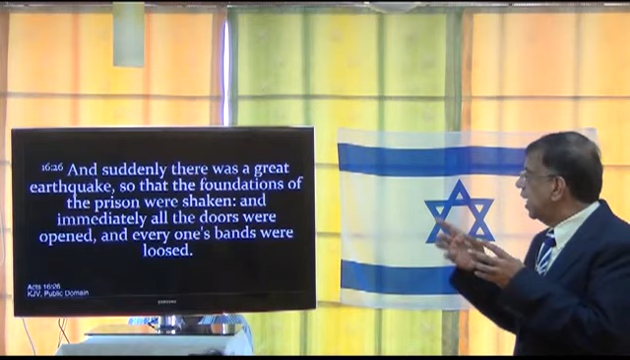 16:26 And suddenly there was a great
earthquake, so that the foundations of
the prison were shaken: and
immediately all the doors were
opened, and every one's bands were
loosed.
Acts 16:26
KJV, Public Domain
SAMSUNG